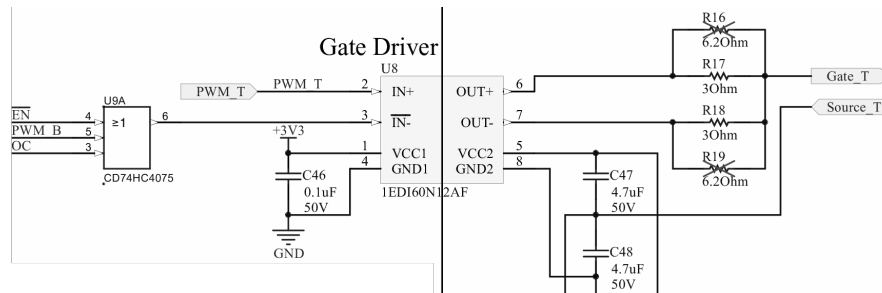 Gate Driver
U8
R16
6.2Ohm
R17
3Ohm
Gate_T
Source_T
R18
3Ohm
R19
6.2Ohm
PWM_T
PWM_T
2
IN+
OUT+
6
3
IN-
OUT-
7
1
VCC1
VCC2
5
4
GND1
GND2
8
1EDI60N12AF
U9A
EN
4
PWM_B
5
OC
3
≥1
6
CD74HC4075
+3V3
C46
0.1uF
50V
GND
C47
4.7uF
50V
C48
4.7uF
50V